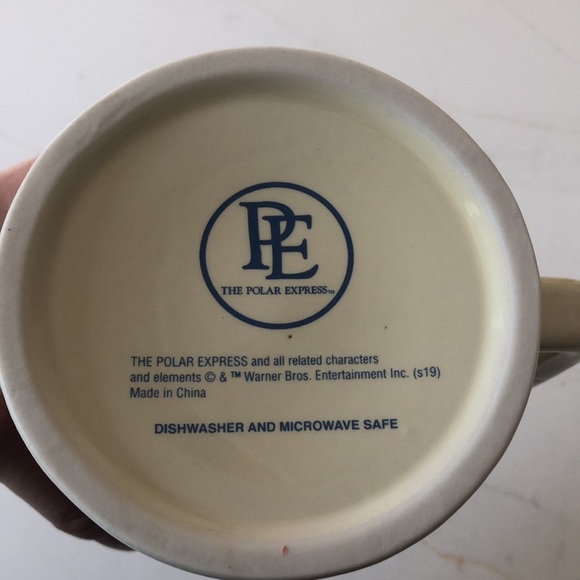 PE
THE POLAR EXPRESS™
THE POLAR EXPRESS and all related characters
and elements © & ™ Warner Bros. Entertainment Inc. (s19)
Made in China
DISHWASHER AND MICROWAVE SAFE